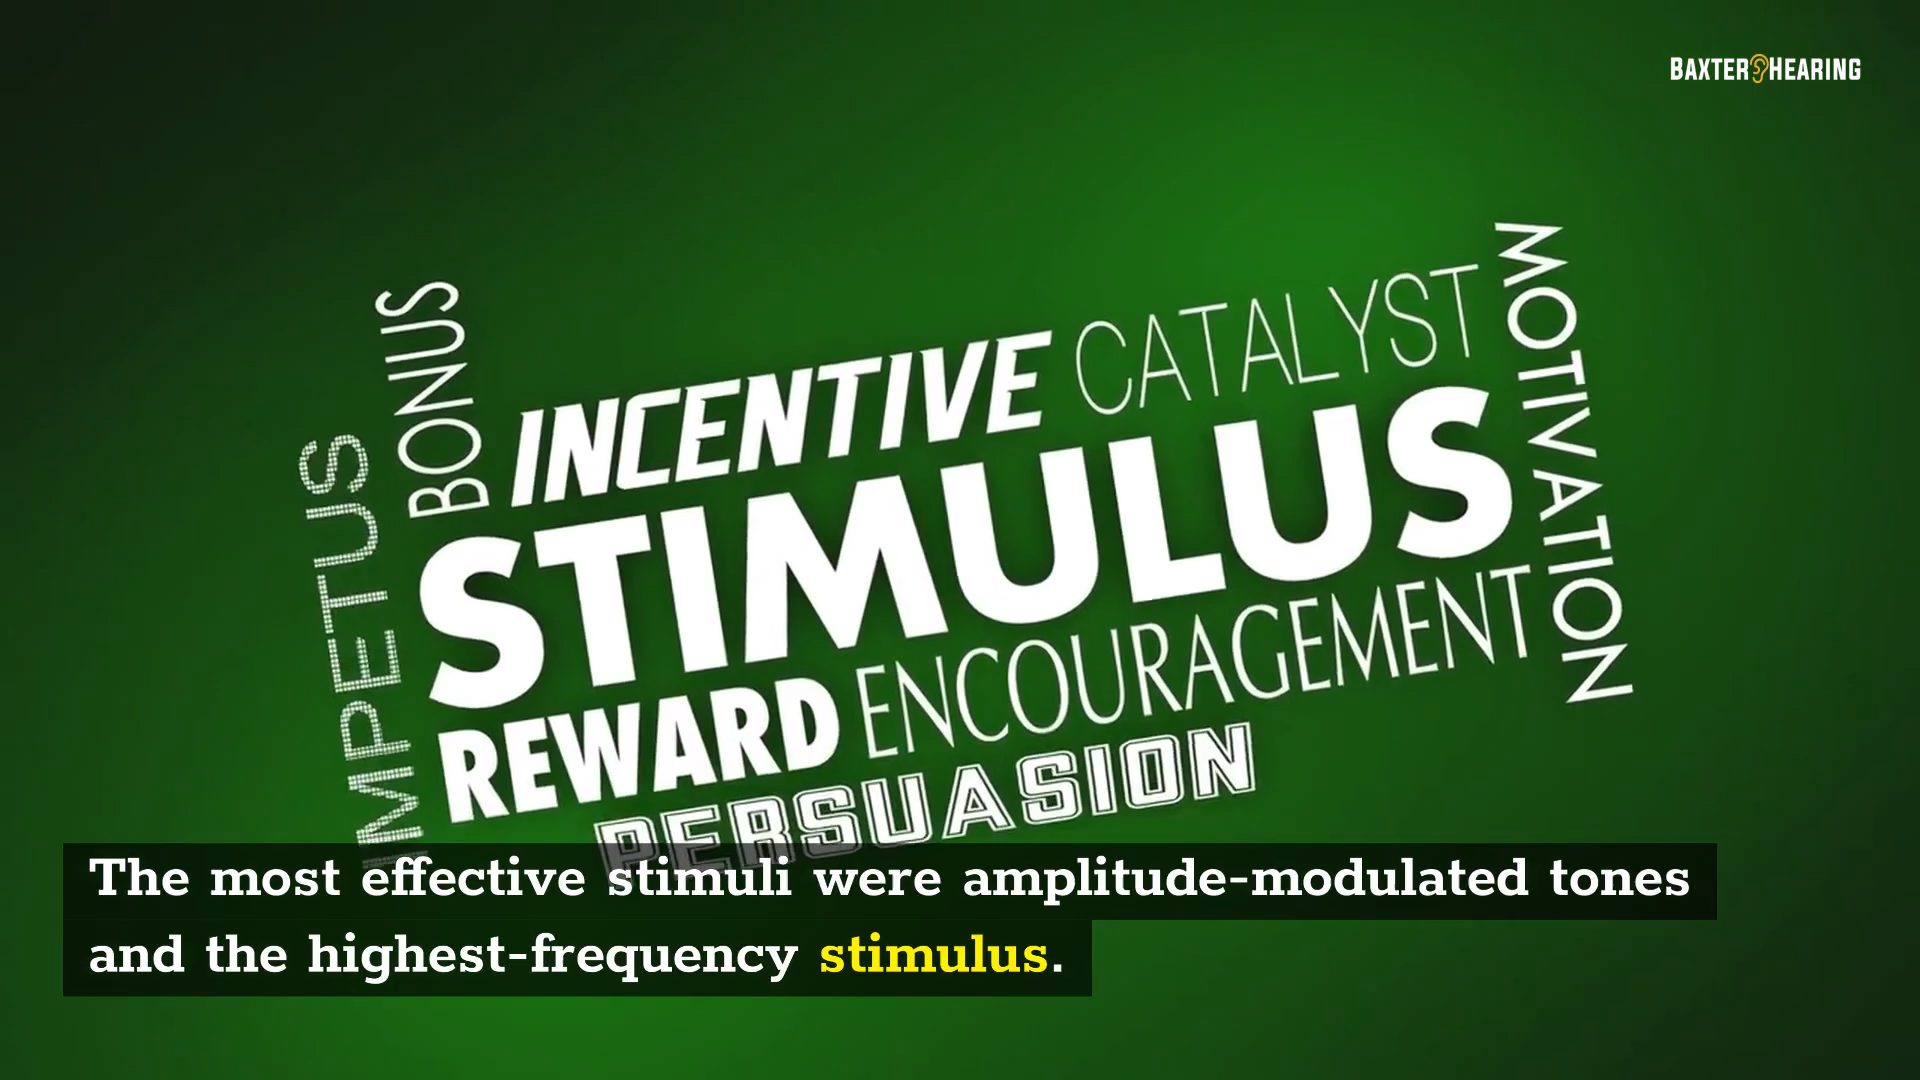 BAXTER HEARING
MOTIVATION
BONUS
INCENTIVE CATALYST
IMPETUS
STIMULUS
REWARD ENCOURAGEMENT
PERSUASION
The most effective stimuli were amplitude-modulated tones
and the highest-frequency stimulus.